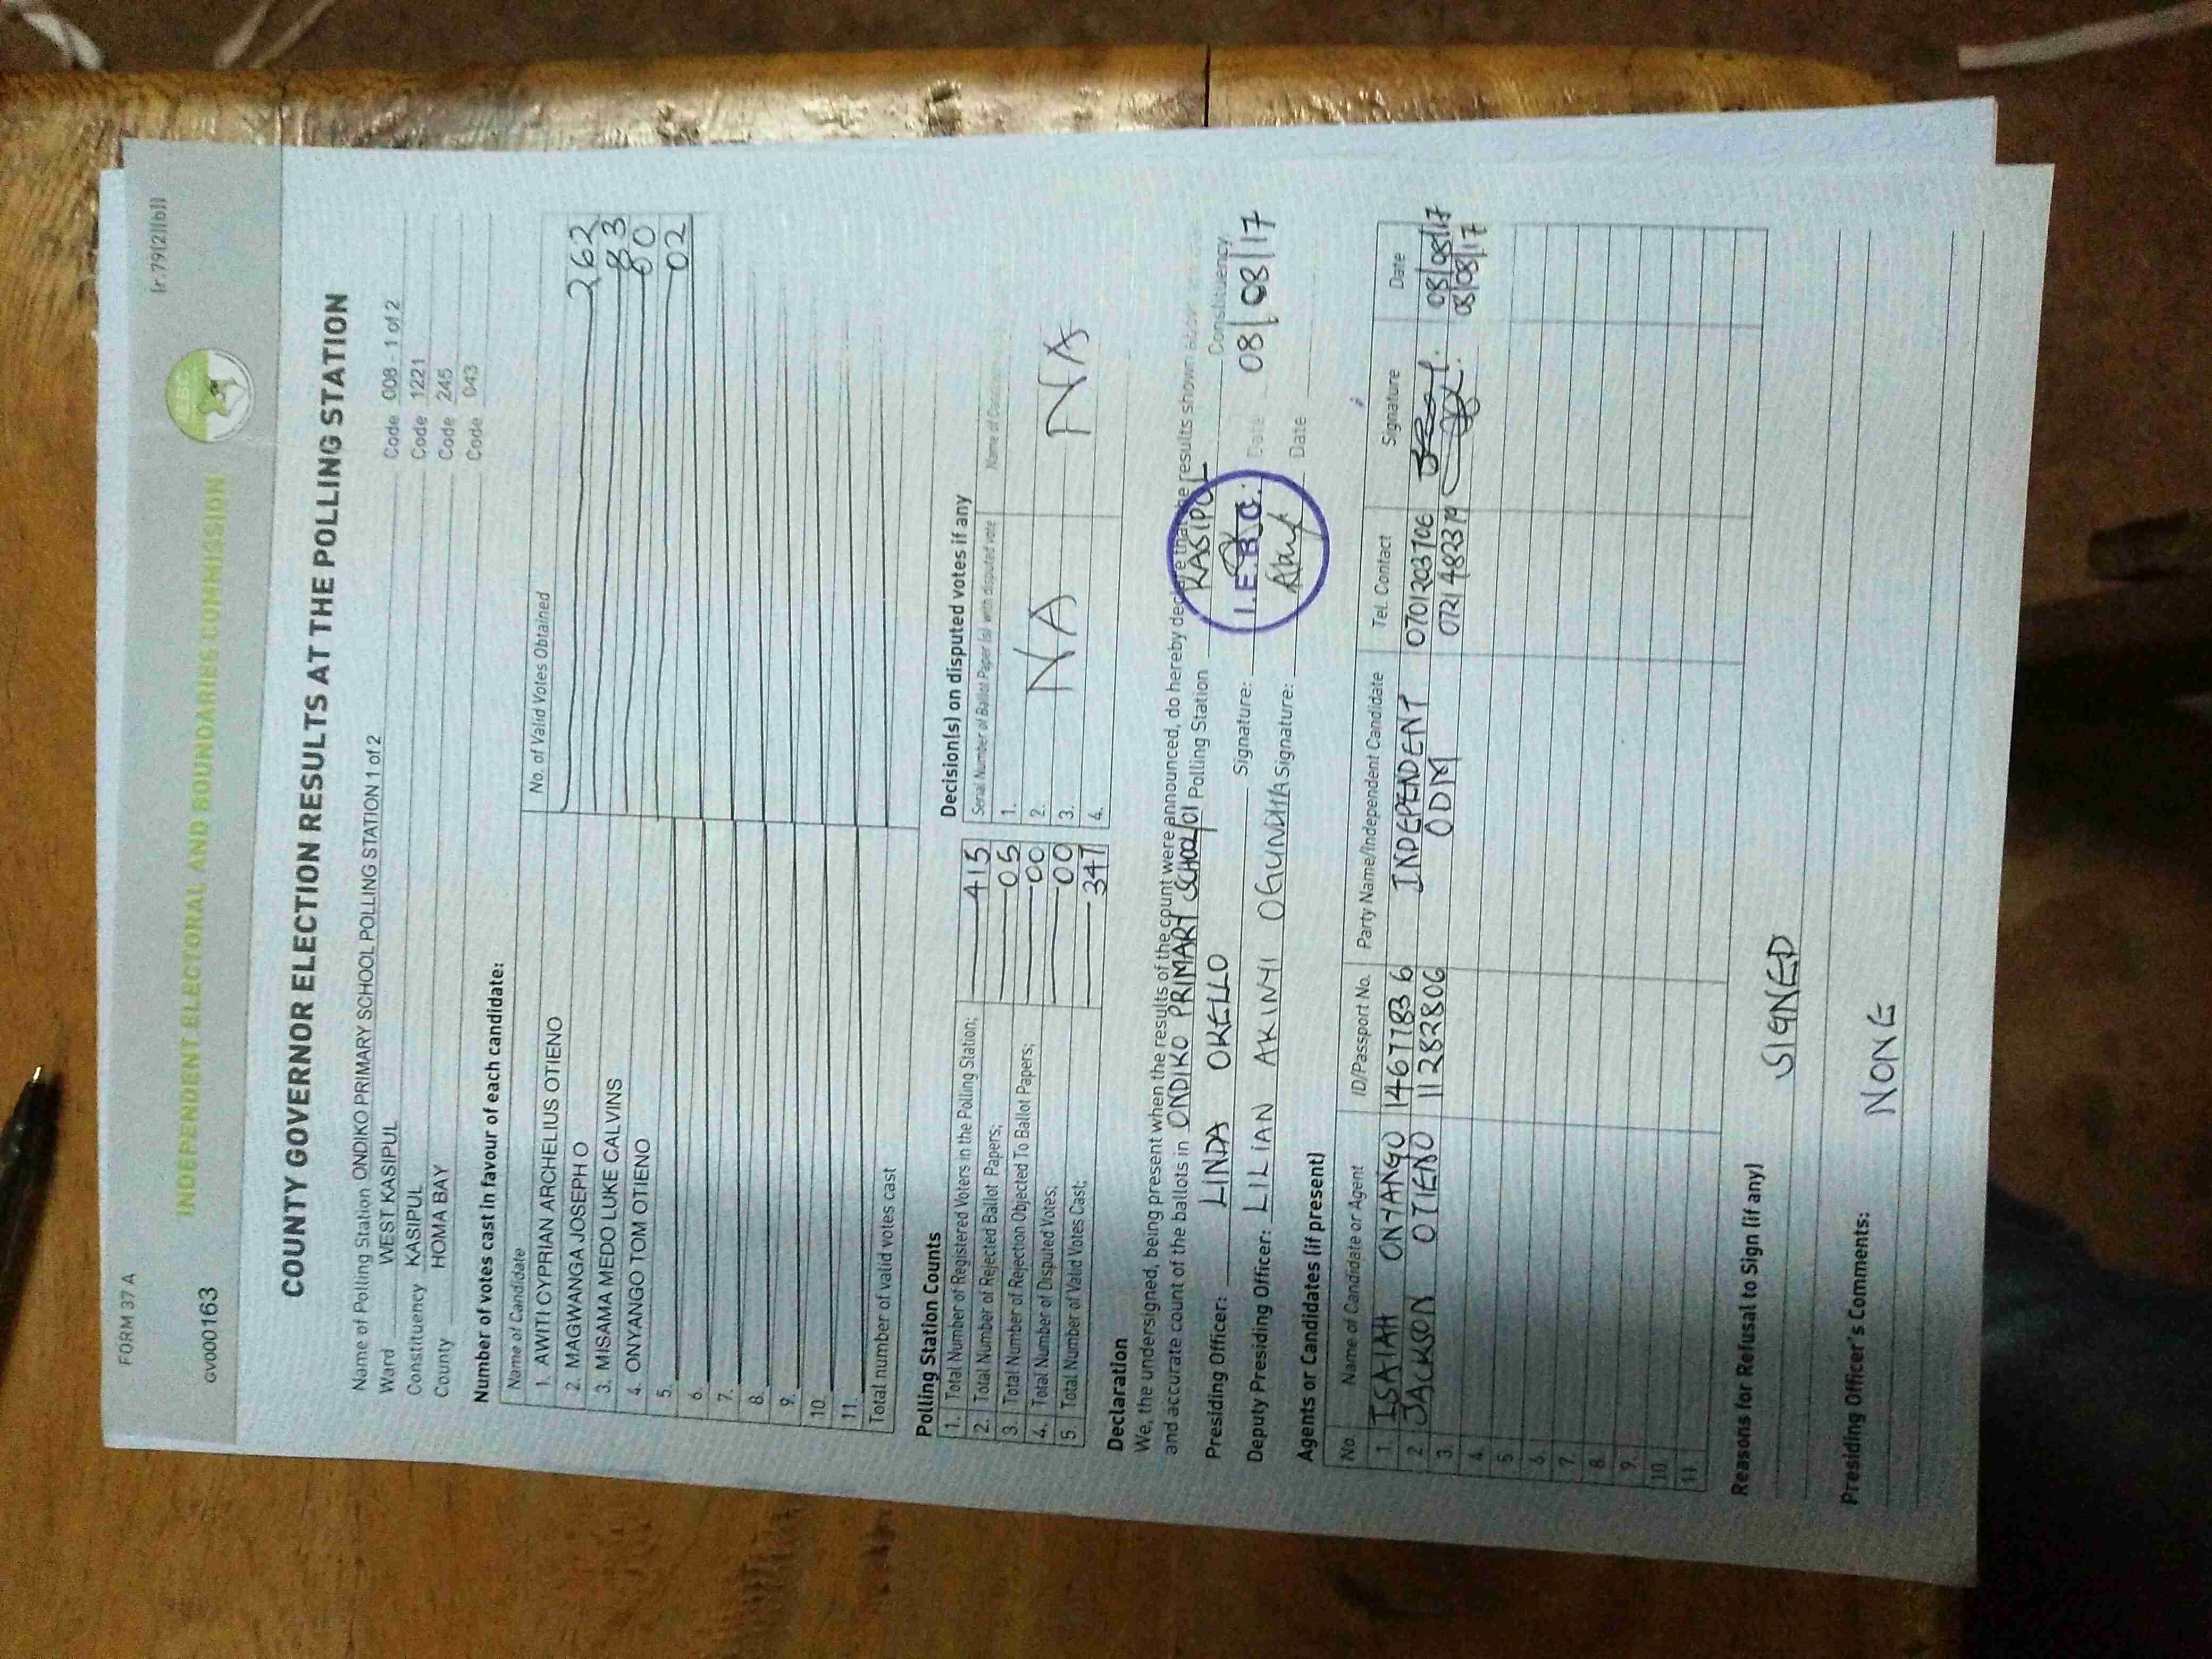 FORM 37 A
(r.79(2)(b))
INDEPENDENT ELECTORAL AND BOUNDARIES COMMISSION
GV000163
COUNTY GOVERNOR ELECTION RESULTS AT THE POLLING STATION
Name of Polling Station ONDIKO PRIMARY SCHOOL POLLING STATION 1 of 2 Code 008 - 1 of 2
Ward WEST KASIPUL Code 1221
Constituency KASIPUL Code 245
County HOMA BAY Code 043
Number of votes cast in favour of each candidate:
Name of Candidate No. of Valid Votes Obtained
1. AWITI CYPRIAN ARCHELIUS OTIENO 262
2. MAGWANGA JOSEPH O 83
3. MISAMA MEDO LUKE CALVINS 00
4. ONYANGO TOM OTIENO 02
5.
6.
7.
8.
9.
10.
11.
Total number of valid votes cast
Polling Station Counts
1. Total Number of Registered Voters in the Polling Station; 415
2. Total Number of Rejected Ballot Papers; 05
3. Total Number of Rejection Objected To Ballot Papers; 00
4. Total Number of Disputed Votes; 00
5. Total Number of Valid Votes Cast; 347
Decision(s) on disputed votes if any
Serial Number of Ballot Paper (s) with disputed vote Name of
1.
2. NA NA
3.
4.
Declaration
We, the undersigned, being present when the results of the count were announced, do hereby declare that the results shown above
and accurate count of the ballots in ONDIKO PRIMARY SCHOOL/01 Polling Station KASIPUL Constituency.
Presiding Officer: LINDA OKELLO Signature: Date 08/08/17
I.E.B.C.
Deputy Presiding Officer: LILIAN AKINYI OGUNDHA Signature: Date
Agents or Candidates (if present)
No. Name of Candidate or Agent ID/Passport No. Party Name/Independent Candidate Tel. Contact Signature Date
1. ISAIAH ONYANGO 14677836 INDEPENDENT 0701203706 08/08/17
2. JACKSON OTIENO 11282806 ODM 08/08/17
3.
4.
5.
6.
7.
8.
9.
10.
11.
Reasons for Refusal to Sign (if any)
SIGNED
Presiding Officer's Comments:
NONE